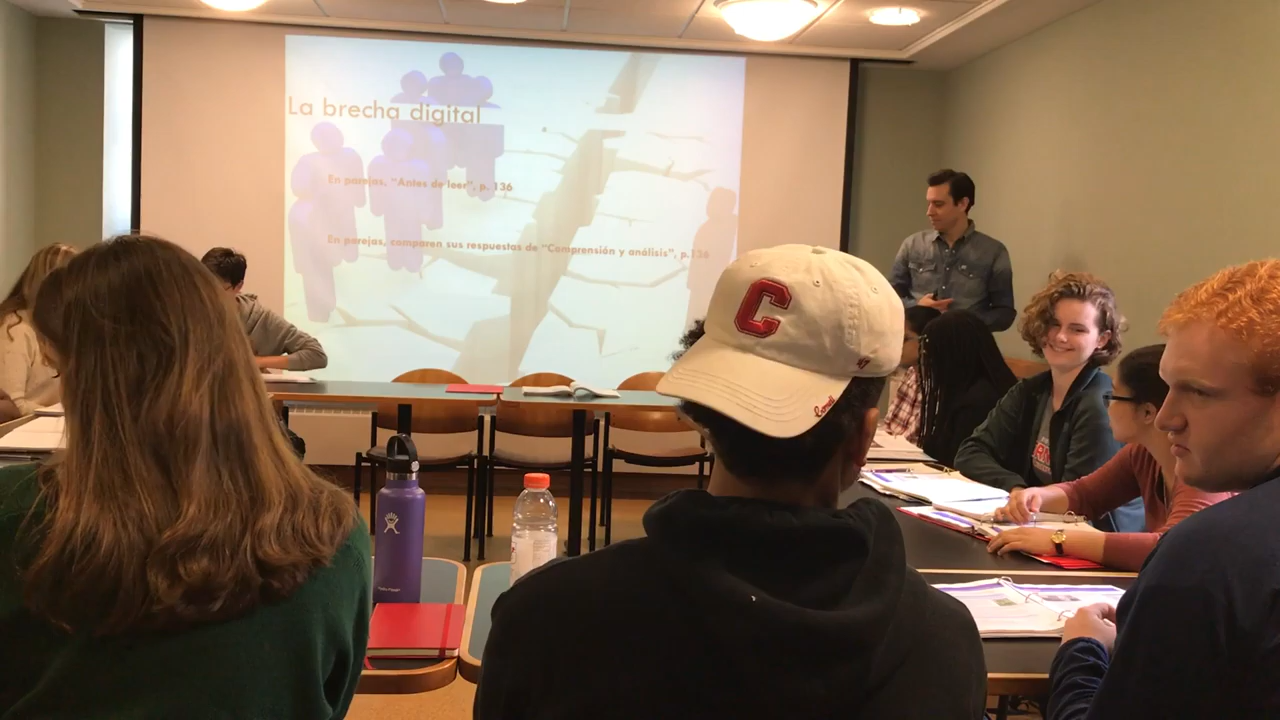 La brecha digital
En parejas, "Antes de leer", p. 136
En parejas, comparen sus respuestas de "Comprensión y análisis", p.136
C